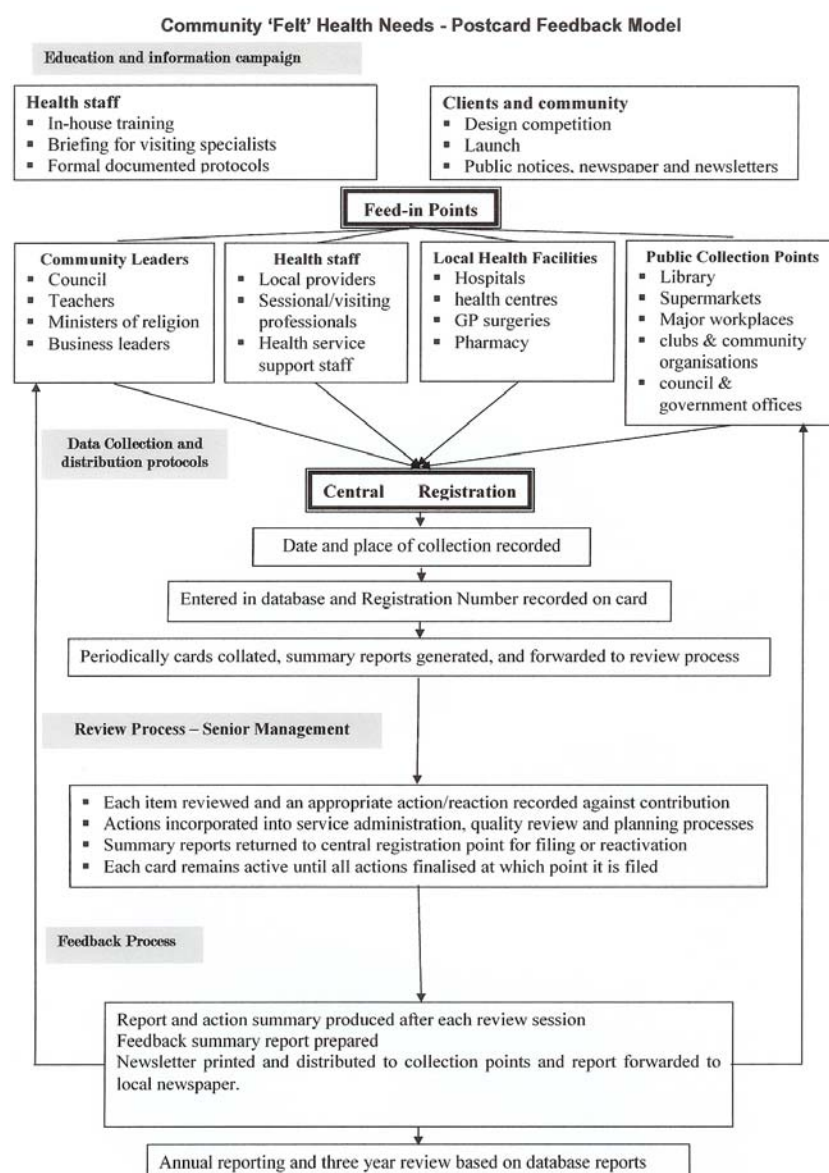 Community ‘Felt’ Health Needs - Postcard Feedback Model
Education and information campaign
Health staff
▪ In-house training
▪ Briefing for visiting specialists
▪ Formal documented protocols
Clients and community
▪ Design competition
▪ Launch
▪ Public notices, newspaper and newsletters
Feed-in Points
Community Leaders
▪ Council
▪ Teachers
▪ Ministers of religion
▪ Business leaders
Health staff
▪ Local providers
▪ Sessional/visiting
professionals
▪ Health service
support staff
Local Health Facilities
▪ Hospitals
▪ health centres
▪ GP surgeries
▪ Pharmacy
Public Collection Points
▪ Library
▪ Supermarkets
▪ Major workplaces
▪ clubs & community
organisations
▪ council &
government offices
Data Collection and
distribution protocols
Central Registration
Date and place of collection recorded
Entered in database and Registration Number recorded on card
Periodically cards collated, summary reports generated, and forwarded to review process
Review Process – Senior Management
▪ Each item reviewed and an appropriate action/reaction recorded against contribution
▪ Actions incorporated into service administration, quality review and planning processes
▪ Summary reports returned to central registration point for filing or reactivation
▪ Each card remains active until all actions finalised at which point it is filed
Feedback Process
Report and action summary produced after each review session
Feedback summary report prepared
Newsletter printed and distributed to collection points and report forwarded to
local newspaper.
Annual reporting and three year review based on database reports